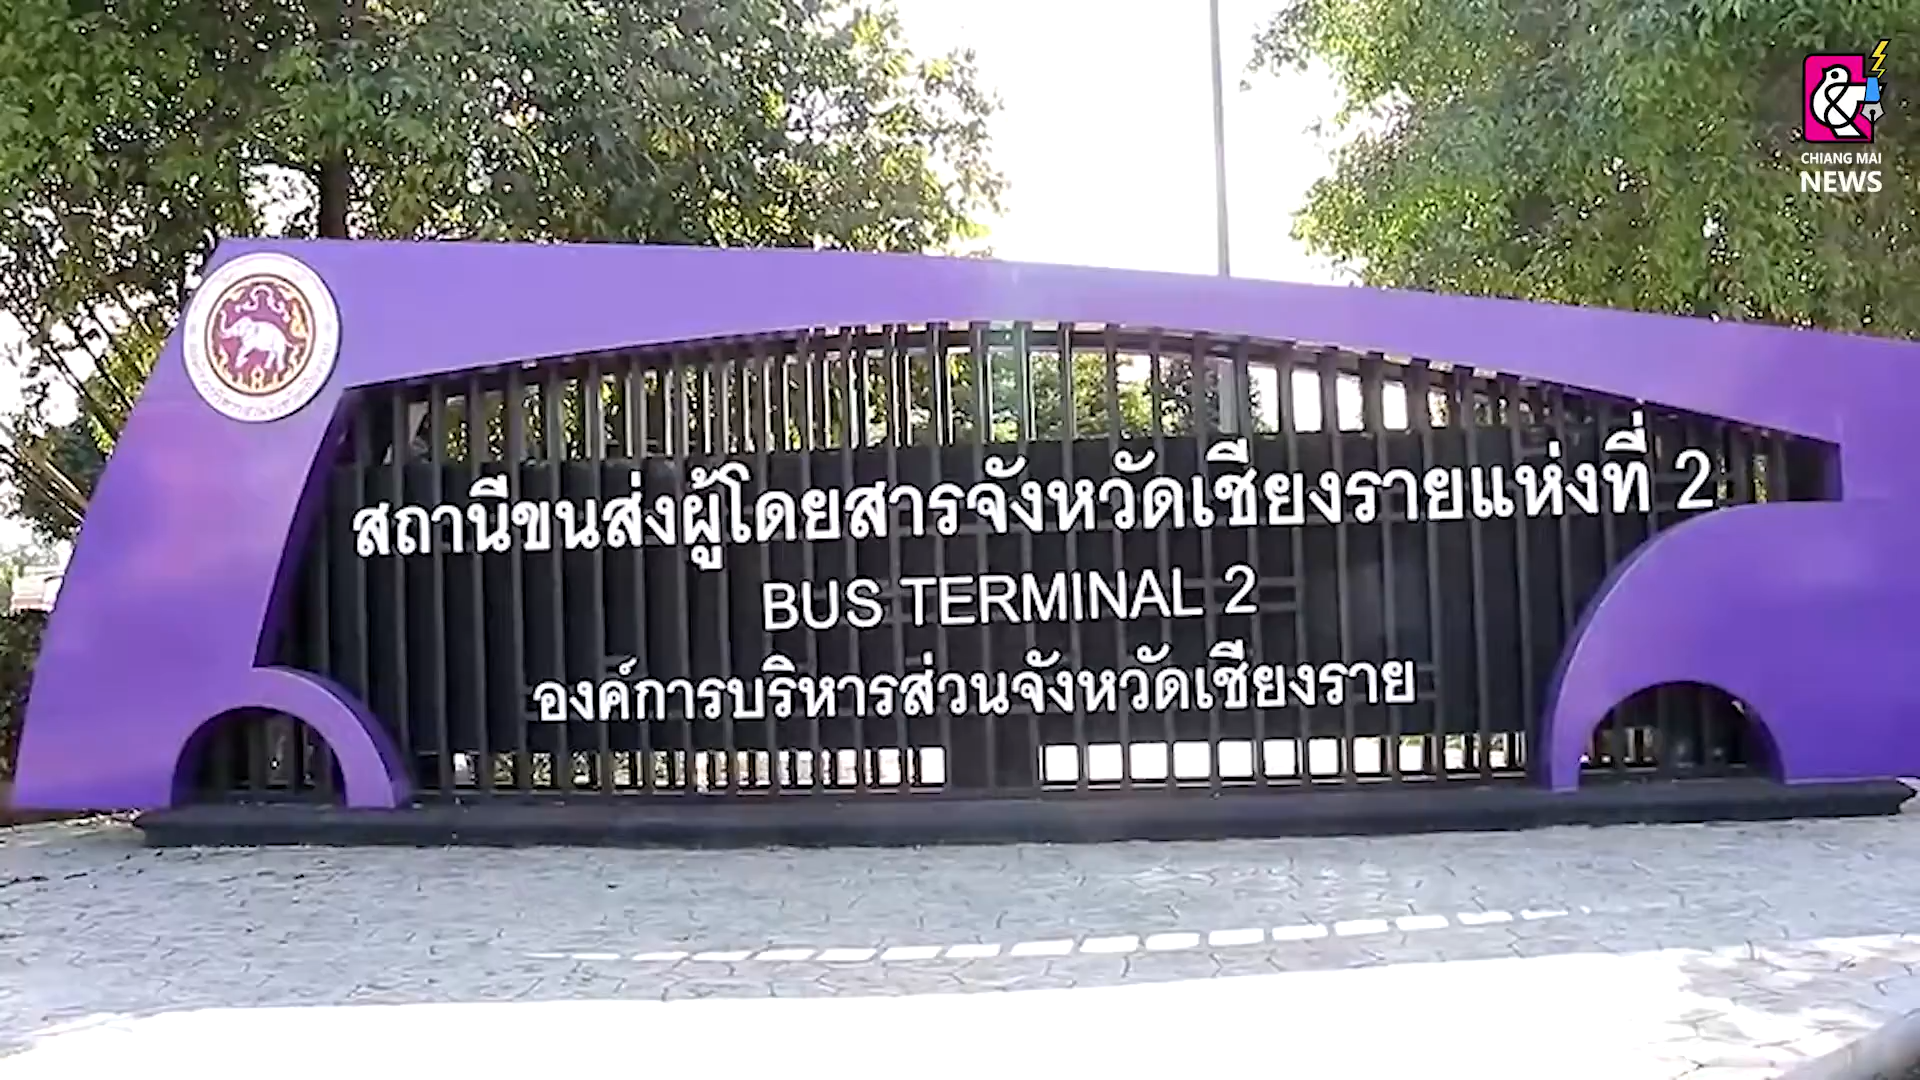 CHIANG MAI
NEWS
สถานีขนส่งผู้โดยสารจังหวัดเชียงรายแห่งที่ 2
BUS TERMINAL 2
องค์การบริหารส่วนจังหวัดเชียงราย